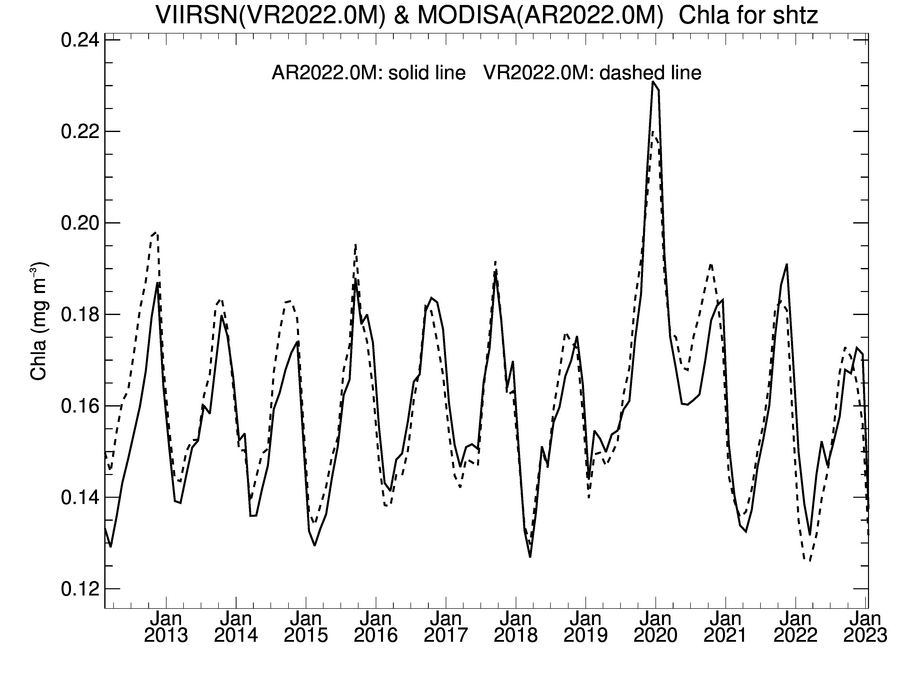 VIIRSN(VR2022.0M) & MODISA(AR2022.0M)  Chla for shtz
AR2022.0M: solid line   VR2022.0M: dashed line
0.24
0.22
0.20
0.18
0.16
0.14
0.12
Chla (mg m⁻³)
Jan Jan Jan Jan Jan Jan Jan Jan Jan Jan Jan
2013 2014 2015 2016 2017 2018 2019 2020 2021 2022 2023